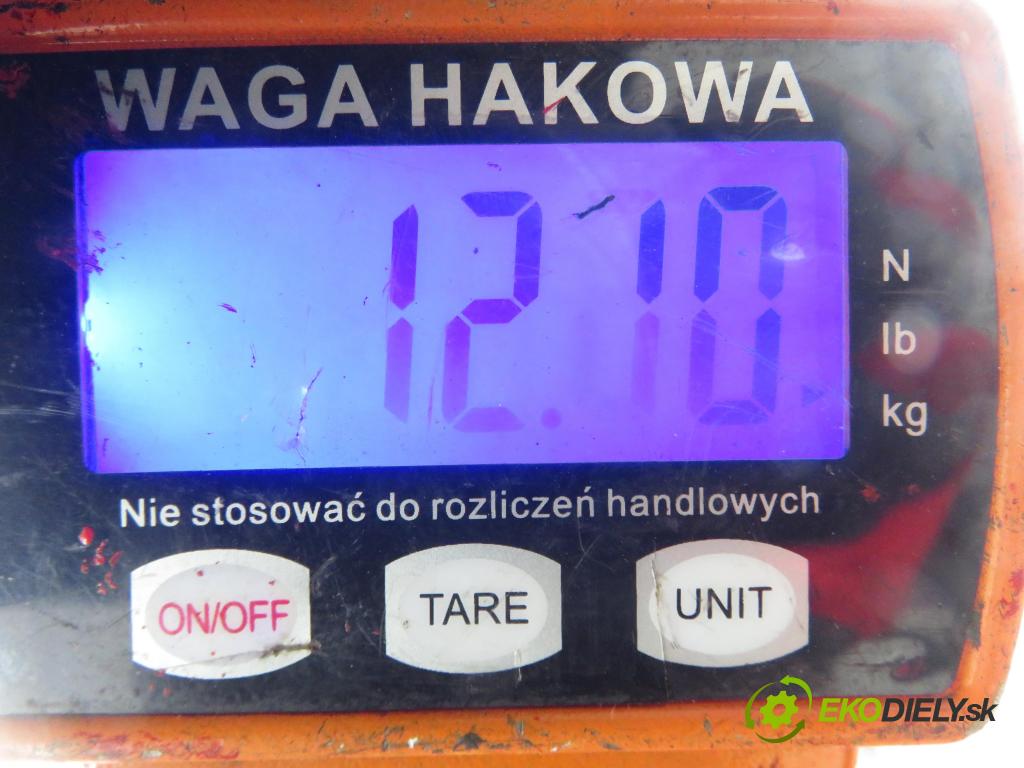 WAGA HAKOWA
12.10
N
lb
kg
Nie stosować do rozliczeń handlowych
ON/OFF TARE UNIT
EKODIELY.sk